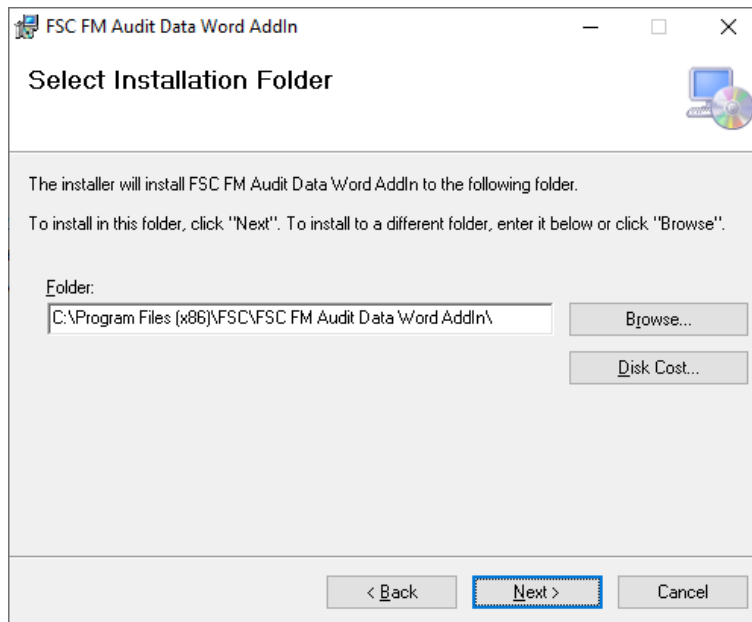 FSC FM Audit Data Word AddIn
Select Installation Folder
The installer will install FSC FM Audit Data Word AddIn to the following folder.
To install in this folder, click "Next". To install to a different folder, enter it below or click "Browse".
Folder:
C:\Program Files (x86)\FSC\FSC FM Audit Data Word AddIn\
Browse...
Disk Cost...
< Back
Next >
Cancel